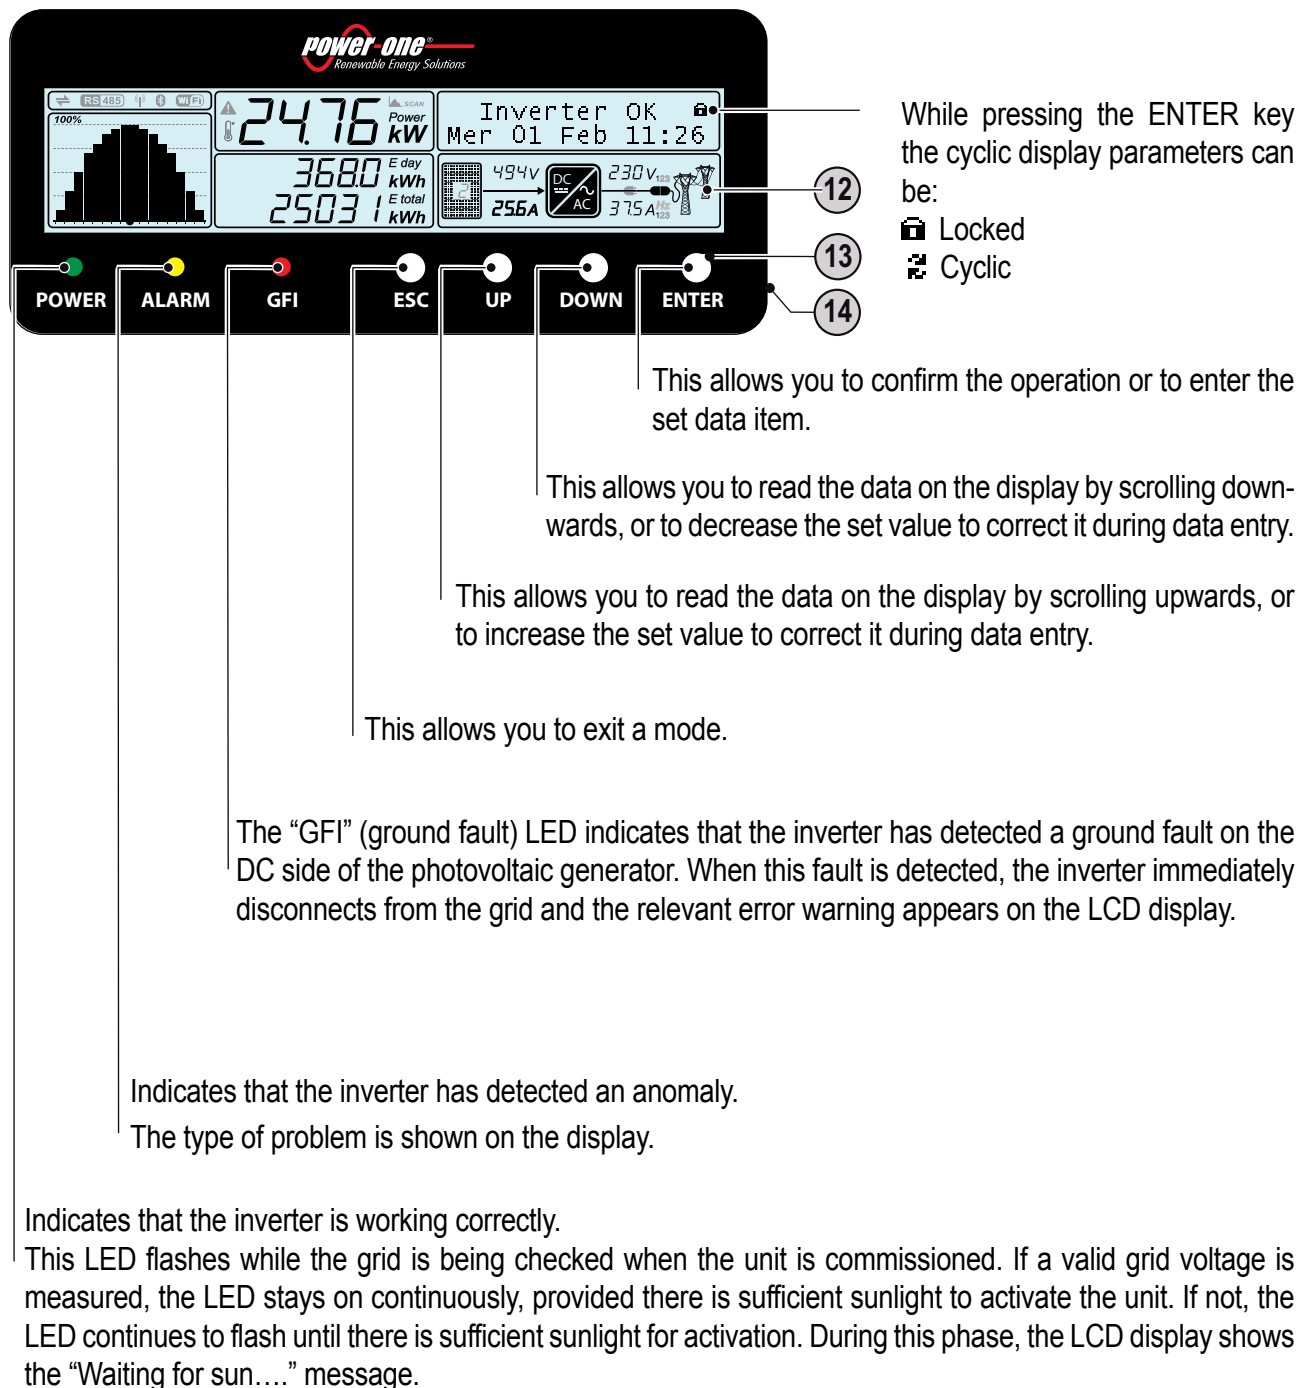 power-one®
Renewable Energy Solutions
RS 485 WiFi
100%
24.76 SCAN Power kW
Inverter OK
Mer 01 Feb 11:26
368.0 E day kWh
25031 E total kWh
2
494V
25.6A
DC AC
230V 123
37.5A Hz 123
POWER ALARM GFI ESC UP DOWN ENTER
12
13
14
While pressing the ENTER key
the cyclic display parameters can
be:
Locked
Cyclic
This allows you to confirm the operation or to enter the
set data item.
This allows you to read the data on the display by scrolling down-
wards, or to decrease the set value to correct it during data entry.
This allows you to read the data on the display by scrolling upwards, or
to increase the set value to correct it during data entry.
This allows you to exit a mode.
The “GFI” (ground fault) LED indicates that the inverter has detected a ground fault on the
DC side of the photovoltaic generator. When this fault is detected, the inverter immediately
disconnects from the grid and the relevant error warning appears on the LCD display.
Indicates that the inverter has detected an anomaly.
The type of problem is shown on the display.
Indicates that the inverter is working correctly.
This LED flashes while the grid is being checked when the unit is commissioned. If a valid grid voltage is
measured, the LED stays on continuously, provided there is sufficient sunlight to activate the unit. If not, the
LED continues to flash until there is sufficient sunlight for activation. During this phase, the LCD display shows
the “Waiting for sun….” message.